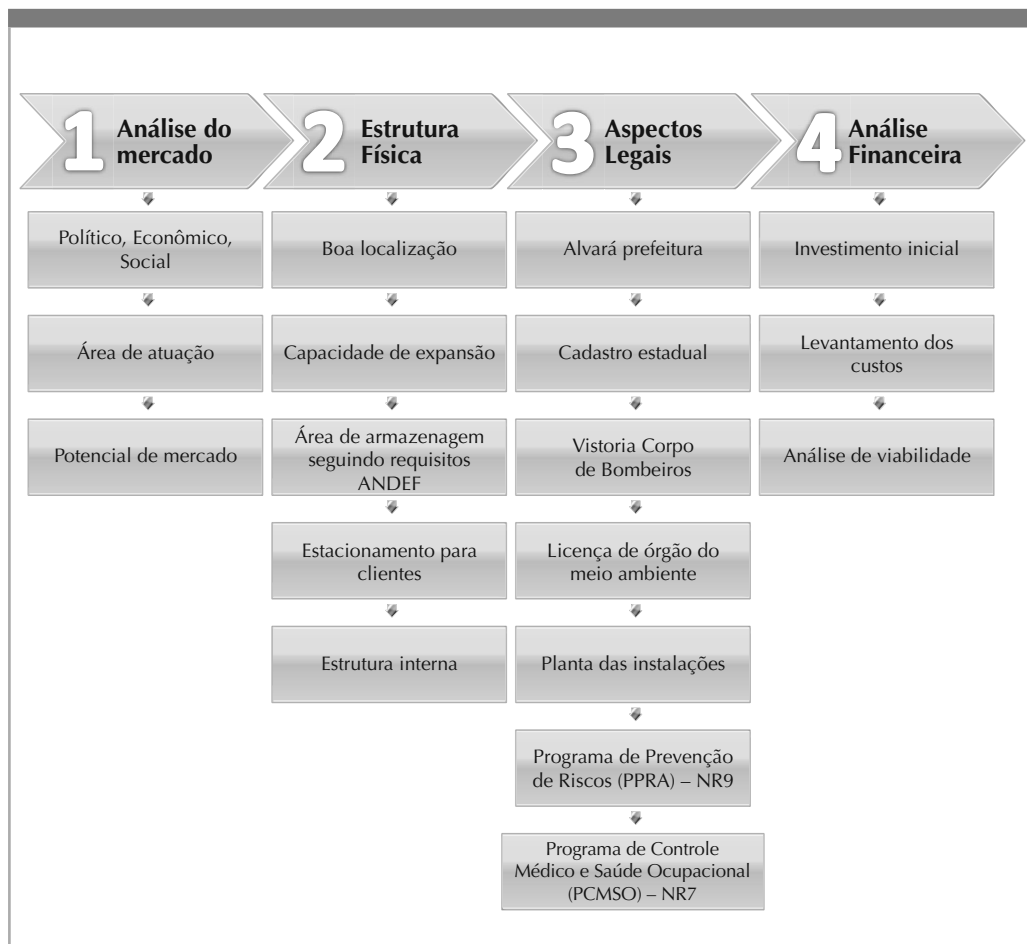 1 Análise do
mercado
Político, Econômico,
Social
Área de atuação
Potencial de mercado
2 Estrutura
Física
Boa localização
Capacidade de expansão
Área de armazenagem
seguindo requisitos
ANDEF
Estacionamento para
clientes
Estrutura interna
3 Aspectos
Legais
Alvará prefeitura
Cadastro estadual
Vistoria Corpo
de Bombeiros
Licença de órgão do
meio ambiente
Planta das instalações
Programa de Prevenção
de Riscos (PPRA) – NR9
Programa de Controle
Médico e Saúde Ocupacional
(PCMSO) – NR7
4 Análise
Financeira
Investimento inicial
Levantamento dos
custos
Análise de viabilidade